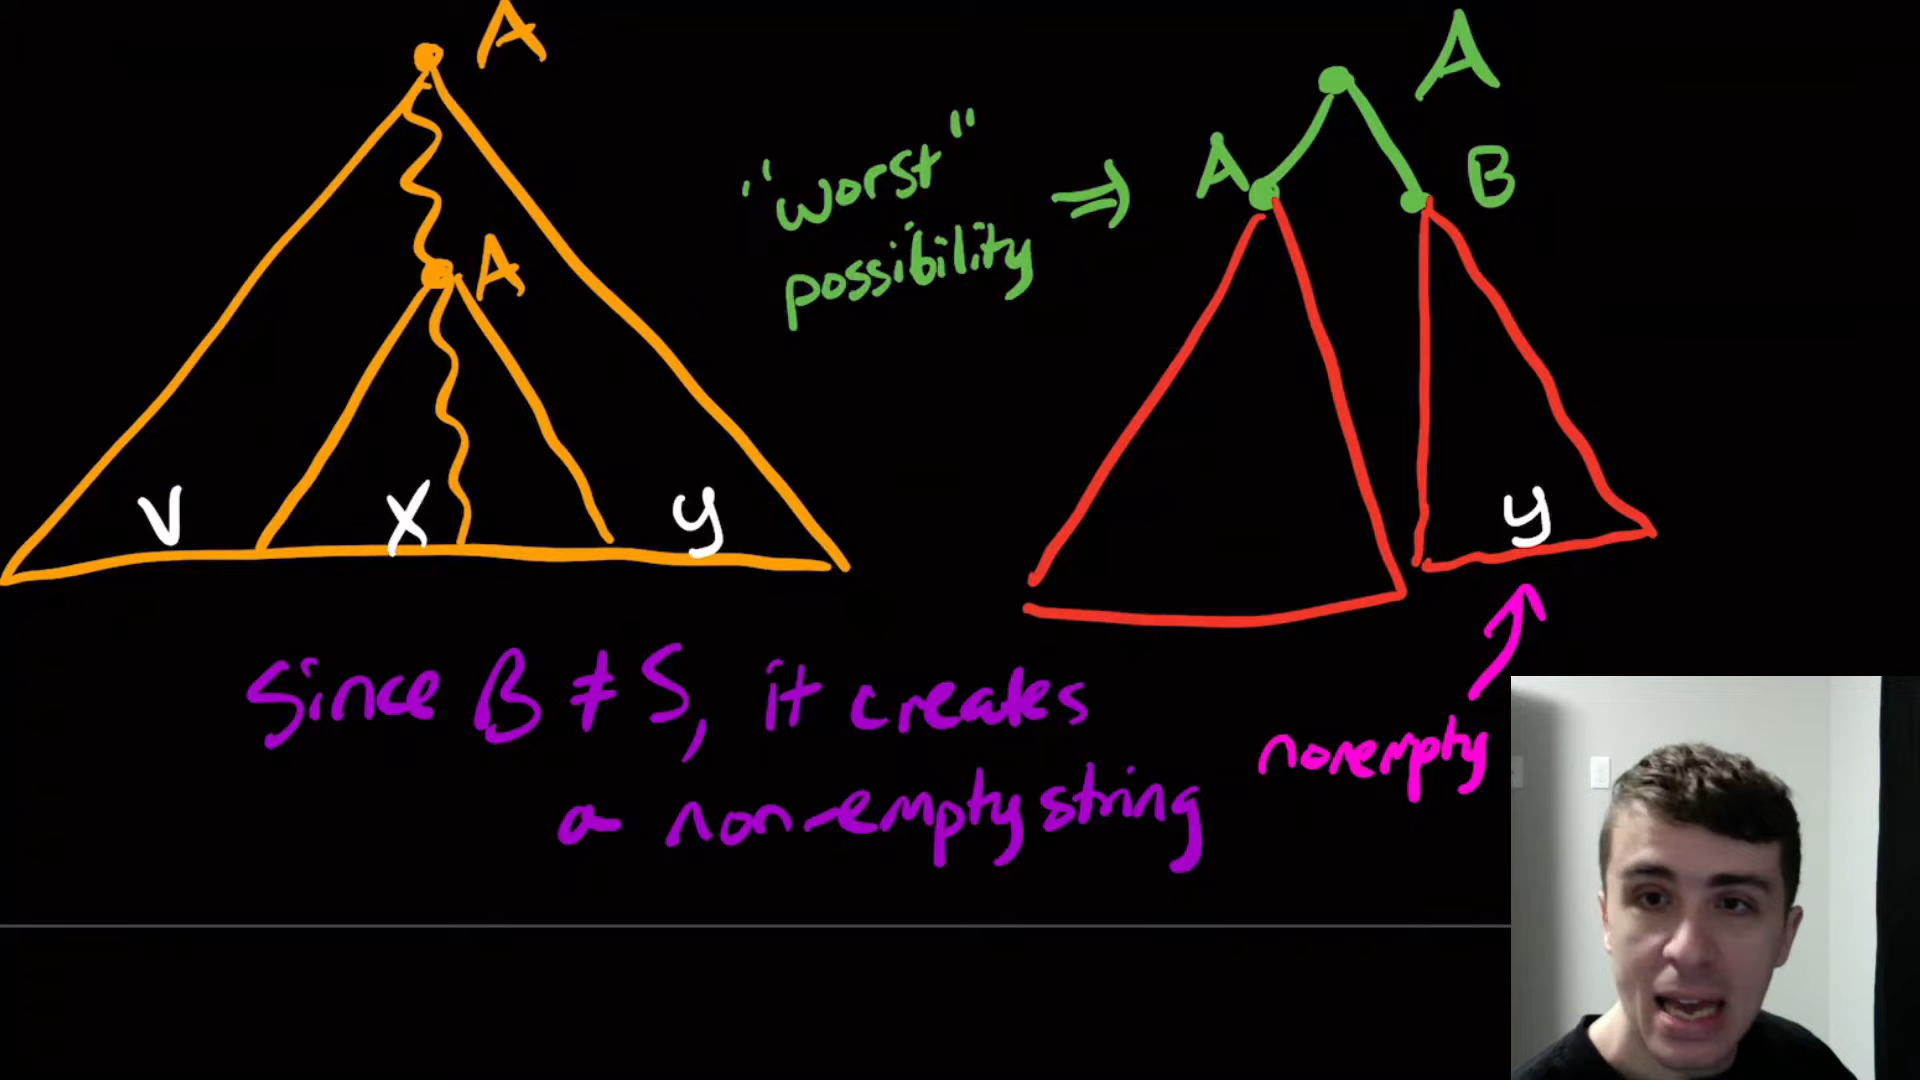 A
A
V
X
y
"worst"
possibility ⇒
A
A
B
y
nonempty
Since B ≠ S, it creates
a non-empty string